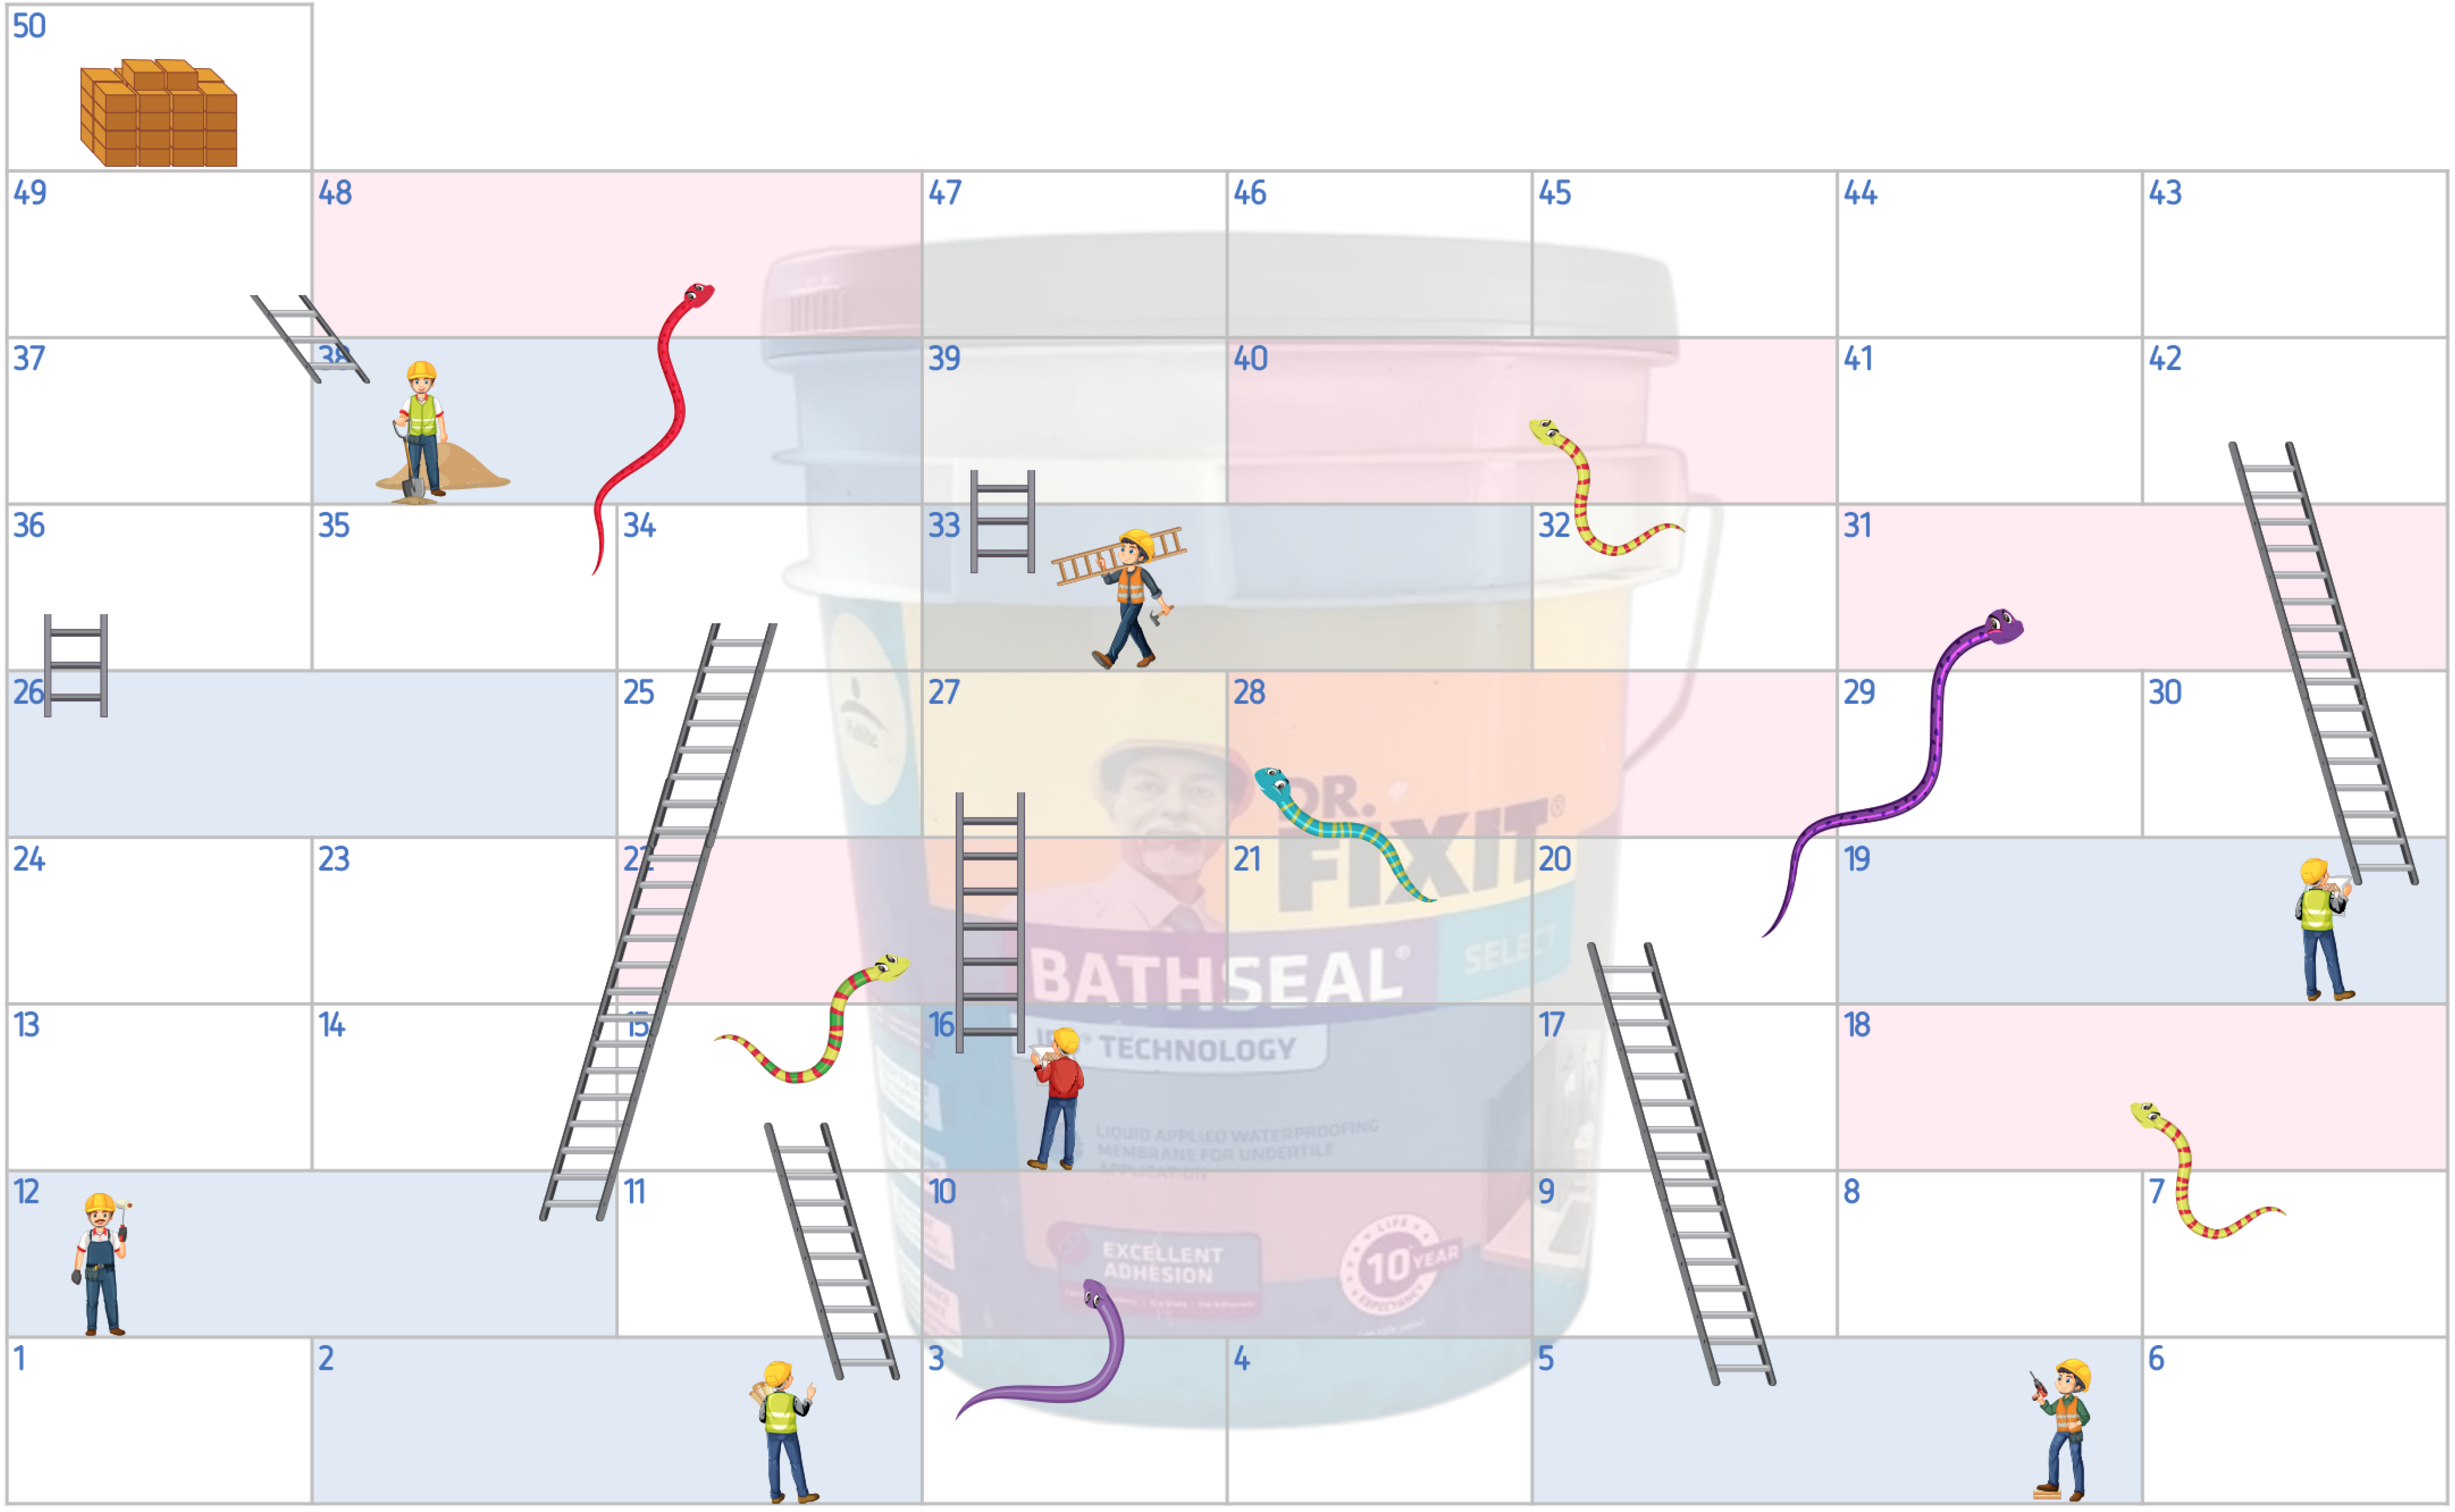 50
49 48 47 46 45 44 43
37 38 39 40 41 42
36 35 34 33 32 31
26 25 27 28 29 30
DR.
FIXIT®
24 23 22 21 20 19
BATHSEAL®
SELECT
13 14 15 16 17 18
TECHNOLOGY
LIQUID APPLIED WATERPROOFING
MEMBRANE FOR UNDERTILE
APPLICATION
12 11 10 9 8 7
EXCELLENT
ADHESION
LIFE
10 YEAR
EXPECTANCY
1 2 3 4 5 6